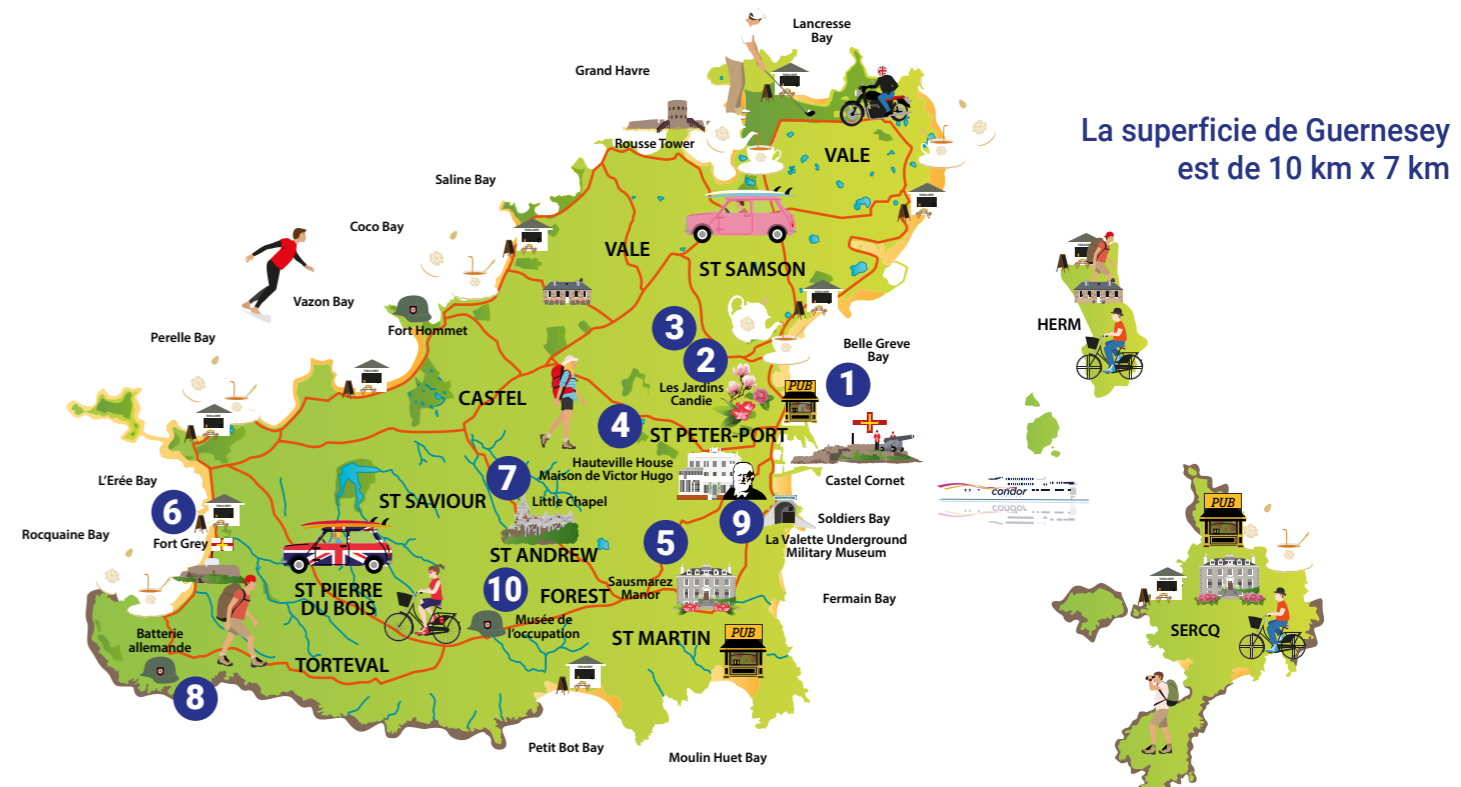 Lancresse
Bay
Grand Havre
La superficie de Guernesey
est de 10 km x 7 km
Rousse Tower
VALE
Saline Bay
Coco Bay
VALE
ST SAMSON
Vazon Bay
Fort Hommet
HERM
Perelle Bay
3
Belle Greve
Bay
2
1
Les Jardins
Candie
PUB
CASTEL
4
ST PETER-PORT
Hauteville House
Maison de Victor Hugo
7
Little Chapel
Castel Cornet
condor
L'Erée Bay
ST SAVIOUR
6
9
Soldiers Bay
PUB
Rocquaine Bay
Fort Grey
La Valette Underground
Military Museum
5
ST ANDREW
Sausmarez
Manor
ST PIERRE
DU BOIS
10
FOREST
Fermain Bay
Musée de
l'occupation
Batterie
allemande
ST MARTIN
PUB
SERCQ
TORTEVAL
8
Petit Bot Bay
Moulin Huet Bay